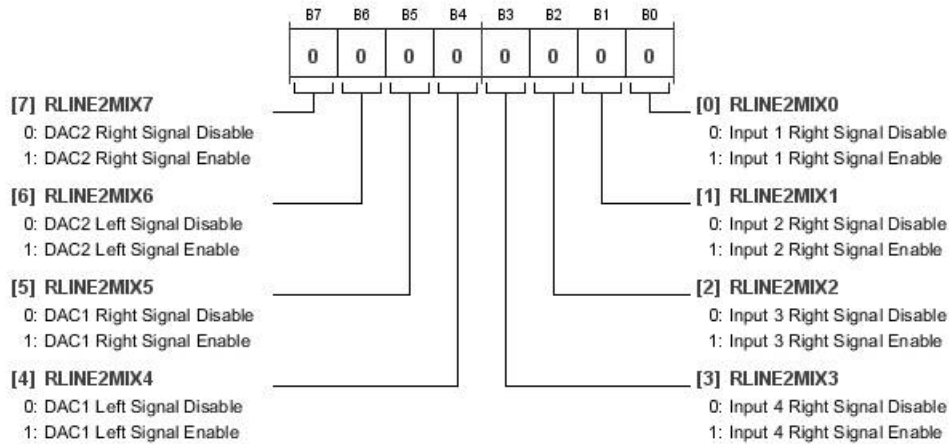 B7 B6 B5 B4 B3 B2 B1 B0
0 0 0 0 0 0 0 0
[7] RLINE2MIX7
0: DAC2 Right Signal Disable
1: DAC2 Right Signal Enable
[6] RLINE2MIX6
0: DAC2 Left Signal Disable
1: DAC2 Left Signal Enable
[5] RLINE2MIX5
0: DAC1 Right Signal Disable
1: DAC1 Right Signal Enable
[4] RLINE2MIX4
0: DAC1 Left Signal Disable
1: DAC1 Left Signal Enable
[0] RLINE2MIX0
0: Input 1 Right Signal Disable
1: Input 1 Right Signal Enable
[1] RLINE2MIX1
0: Input 2 Right Signal Disable
1: Input 2 Right Signal Enable
[2] RLINE2MIX2
0: Input 3 Right Signal Disable
1: Input 3 Right Signal Enable
[3] RLINE2MIX3
0: Input 4 Right Signal Disable
1: Input 4 Right Signal Enable